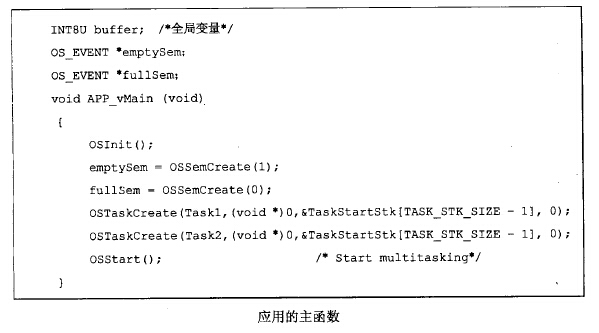 INT8U buffer; /*全局变量*/
OS_EVENT *emptySem;
OS_EVENT *fullSem;
void APP_vMain (void)
{
OSInit();
emptySem = OSSemCreate(1);
fullSem = OSSemCreate(0);
OSTaskCreate(Task1,(void *)0,&TaskStartStk[TASK_STK_SIZE - 1], 0);
OSTaskCreate(Task2,(void *)0,&TaskStartStk[TASK_STK_SIZE - 1], 0);
OSStart(); /* Start multitasking*/
}
应用的主函数